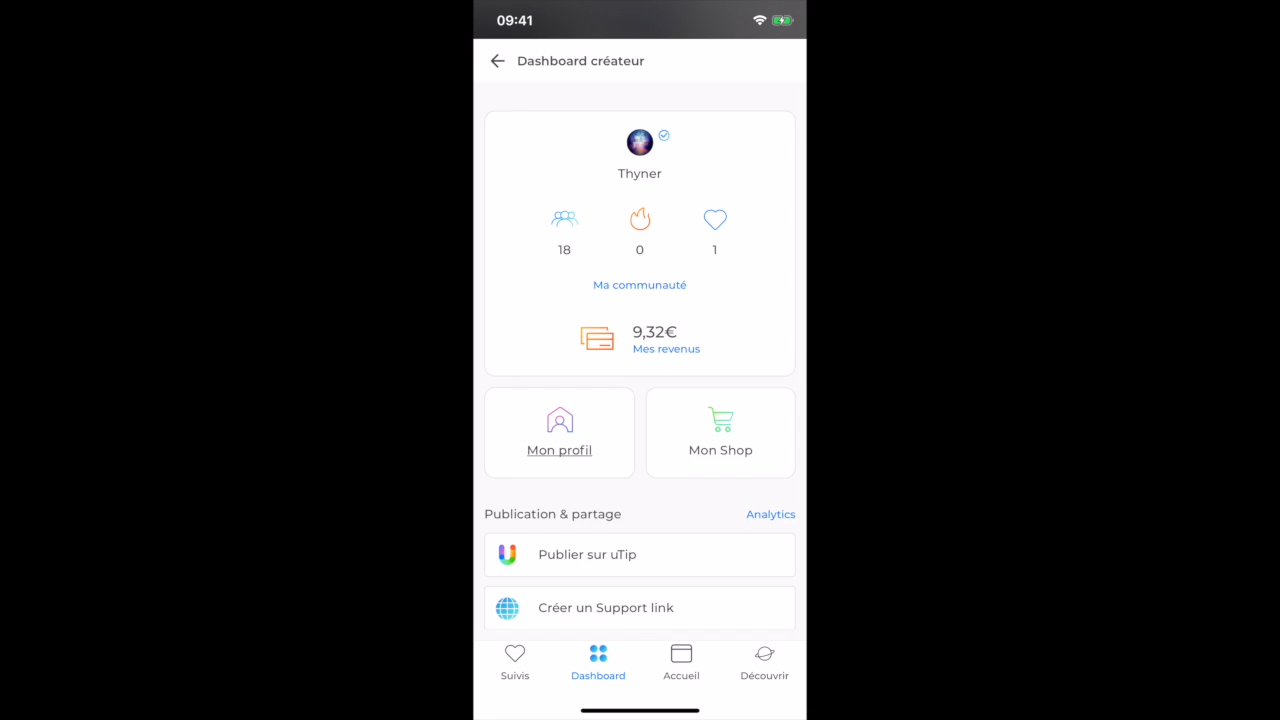 09:41
Dashboard créateur
Thyner
18 0 1
Ma communauté
9,32€
Mes revenus
Mon profil Mon Shop
Publication & partage Analytics
Publier sur uTip
Créer un Support link
Suivis Dashboard Accueil Découvrir